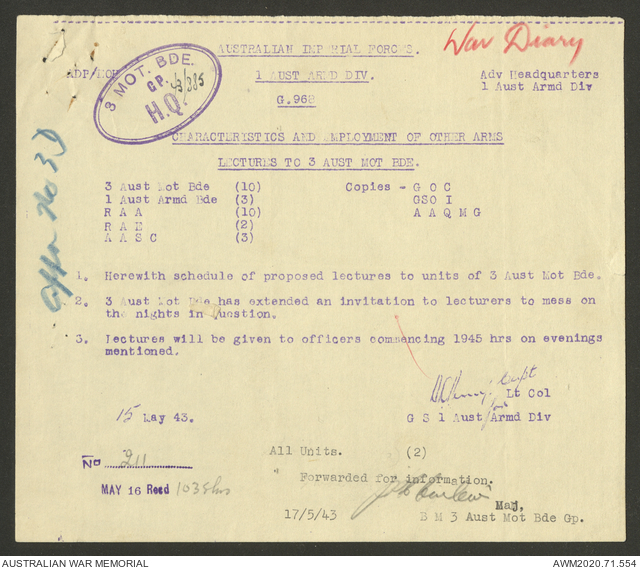 War Diary
AUSTRALIAN IMPERIAL FORCES.
3 MOT. BDE.
GP.
H.Q.
1 AUST ARMD DIV.
Adv Headquarters
1 Aust Armd Div
G.968
CHARACTERISTICS AND EMPLOYMENT OF OTHER ARMS
LECTURES TO 3 AUST MOT BDE.
3 Aust Mot Bde (10) Copies - G O C
1 Aust Armd Bde (3) GSO I
R A A (10) A A Q M G
R A E (2)
A A S C (3)
1. Herewith schedule of proposed lectures to units of 3 Aust Mot Bde.
2. 3 Aust Mot Bde has extended an invitation to lecturers to mess on
the nights in question.
3. Lectures will be given to officers commencing 1945 hrs on evenings
mentioned.
Capt
Lt Col
15 May 43. G S 1 Aust Armd Div
All Units. (2)
No 211
Forwarded for information.
MAY 16 Recd 1038hrs
Maj,
17/5/43 B M 3 Aust Mot Bde Gp.
AUSTRALIAN WAR MEMORIAL AWM2020.71.554